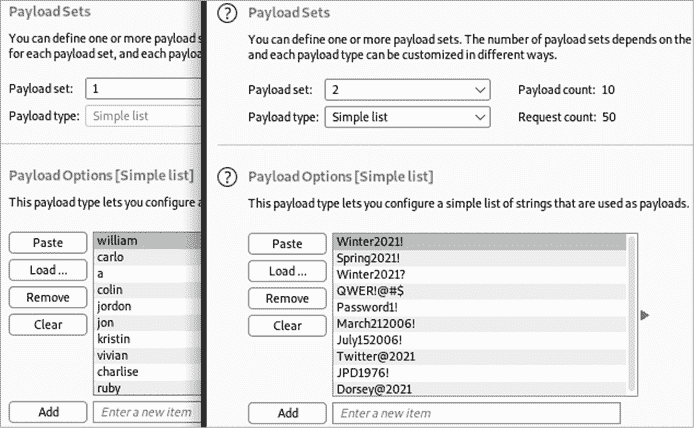 Payload Sets
You can define one or more payload s
for each payload set, and each payloa
Payload set: 1
Payload type: Simple list
Payload Options [Simple list]
This payload type lets you configure a
Paste
Load ...
Remove
Clear
william
carlo
a
colin
jordon
jon
kristin
vivian
charlise
ruby
Add
Enter a new item
? Payload Sets
You can define one or more payload sets. The number of payload sets depends on the
and each payload type can be customized in different ways.
Payload set: 2 Payload count: 10
Payload type: Simple list Request count: 50
? Payload Options [Simple list]
This payload type lets you configure a simple list of strings that are used as payloads.
Paste
Load ...
Remove
Clear
Winter2021!
Spring2021!
Winter2021?
QWER!@#$
Password1!
March212006!
July152006!
Twitter@2021
JPD1976!
Dorsey@2021
Add
Enter a new item